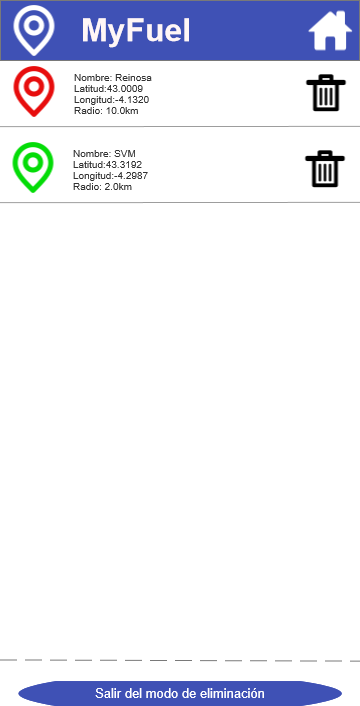 MyFuel
Nombre: Reinosa
Latitud:43.0009
Longitud:-4.1320
Radio: 10.0km
Nombre: SVM
Latitud:43.3192
Longitud:-4.2987
Radio: 2.0km
Salir del modo de eliminación